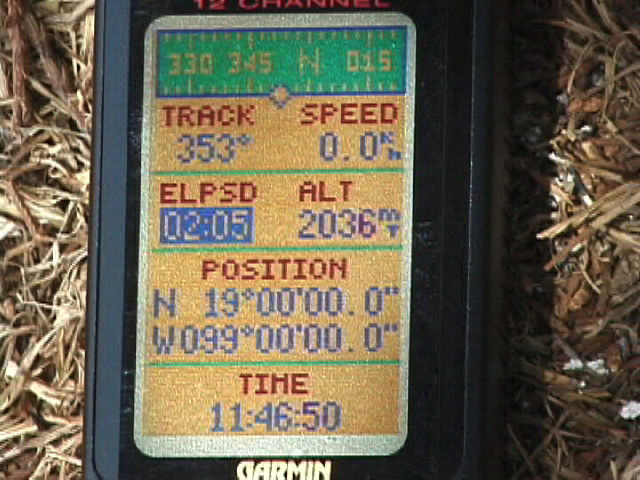 12 CHANNEL
330 345 N 015
TRACK SPEED
353° 0.0
ELPSD ALT
02:05 2036
POSITION
N 19°00'00.0"
W099°00'00.0"
TIME
11:46:50
GARMIN